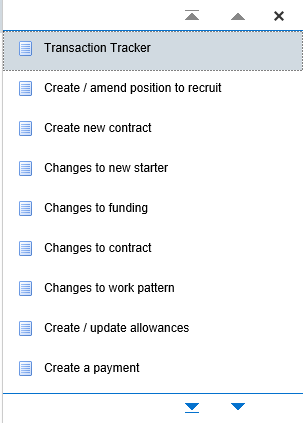 Transaction Tracker
Create / amend position to recruit
Create new contract
Changes to new starter
Changes to funding
Changes to contract
Changes to work pattern
Create / update allowances
Create a payment